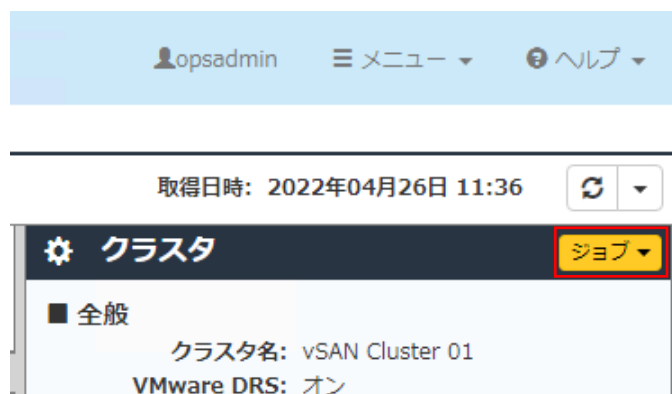 opsadmin メニュー ヘルプ
取得日時: 2022年04月26日 11:36
クラスタ ジョブ
■ 全般
クラスタ名: vSAN Cluster 01
VMware DRS: オン